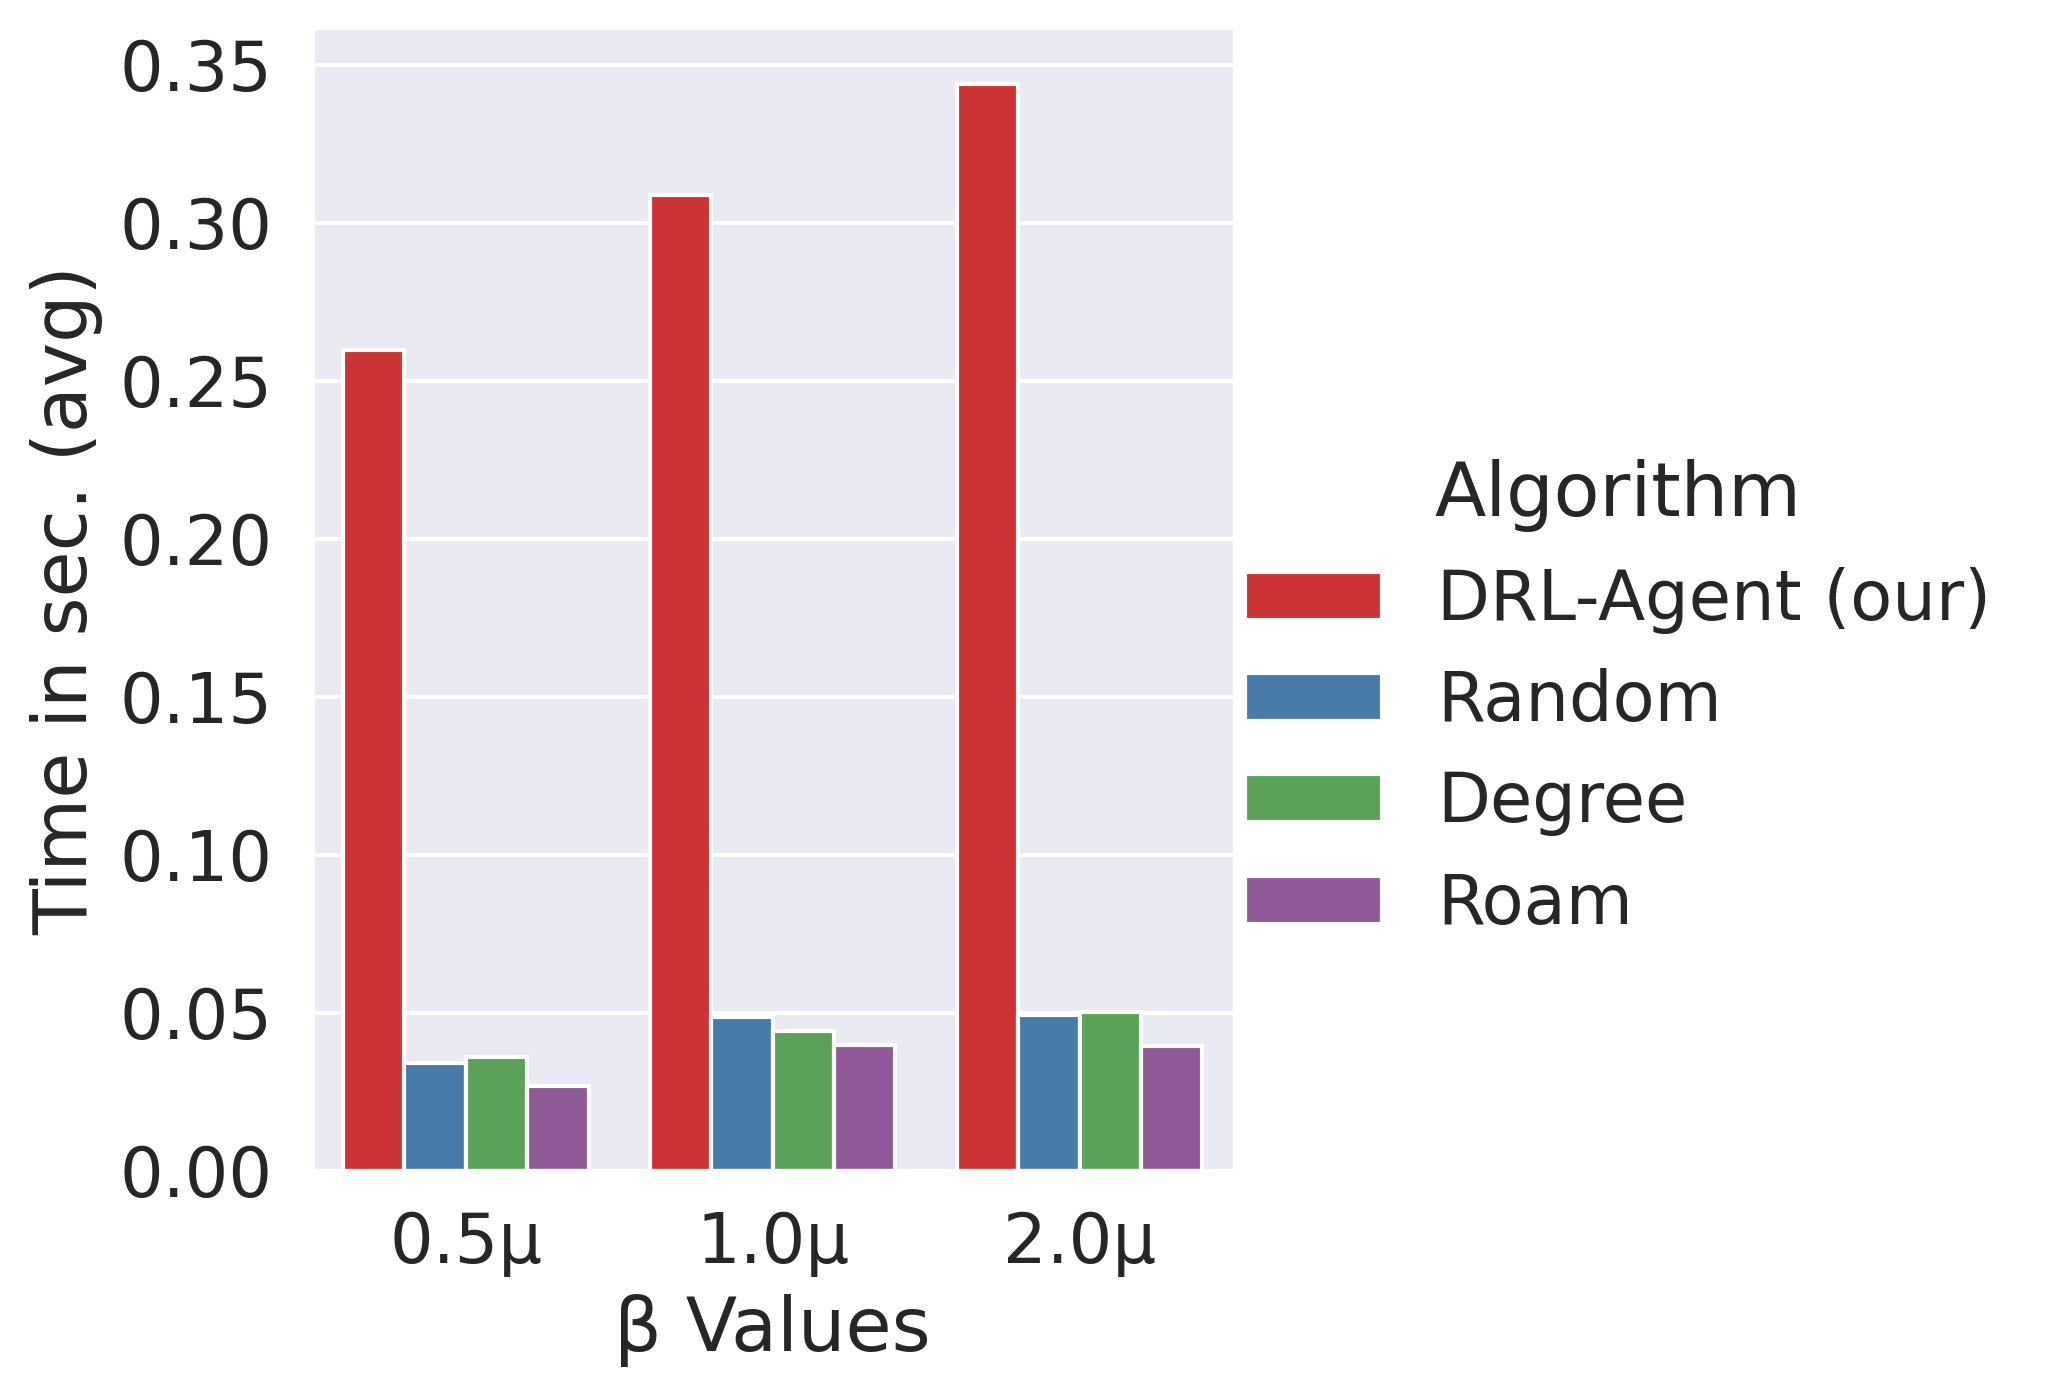 0.35
0.30
0.25
0.20
0.15
0.10
0.05
0.00
Time in sec. (avg)
0.5µ 1.0µ 2.0µ
β Values
Algorithm
DRL-Agent (our)
Random
Degree
Roam